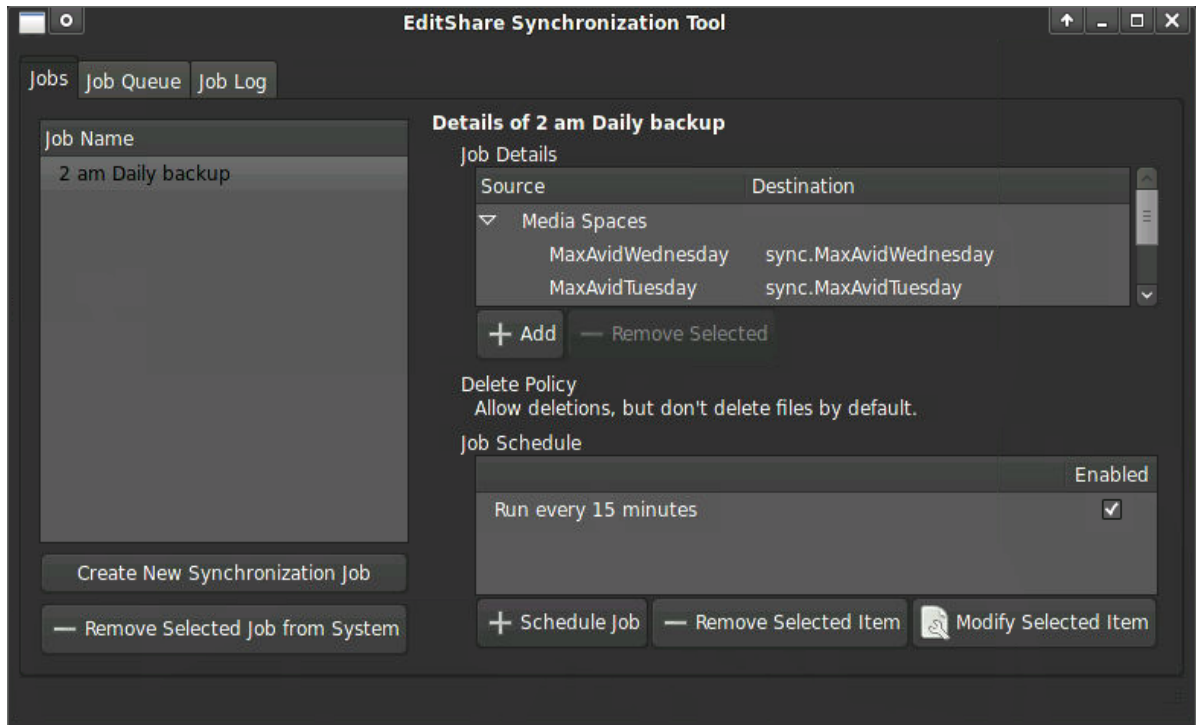 EditShare Synchronization Tool
Jobs Job Queue Job Log
Job Name
2 am Daily backup
Create New Synchronization Job
Remove Selected Job from System
Details of 2 am Daily backup
Job Details
Source Destination
Media Spaces
MaxAvidWednesday sync.MaxAvidWednesday
MaxAvidTuesday sync.MaxAvidTuesday
Add Remove Selected
Delete Policy
Allow deletions, but don't delete files by default.
Job Schedule
Enabled
Run every 15 minutes
Schedule Job Remove Selected Item Modify Selected Item